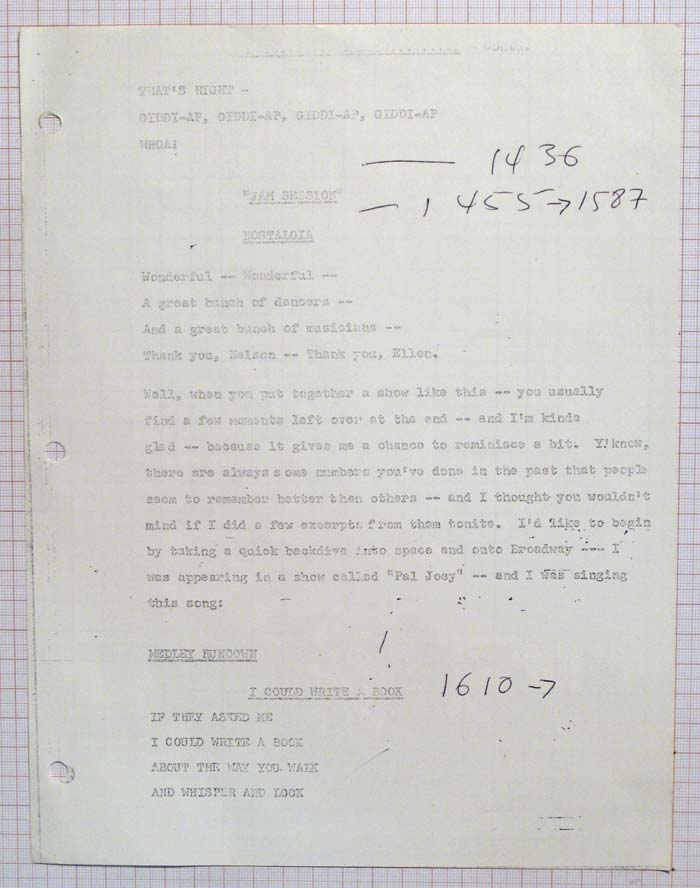 CONT.
THAT'S RIGHT -
GIDDI-AP, GIDDI-AP, GIDDI-AP, GIDDI-AP
WHOA!
1436
"JAM SESSION"
1455→1587
NOSTALGIA
Wonderful -- Wonderful --
A great bunch of dancers --
And a great bunch of musicians --
Thank you, Nelson -- Thank you, Ellen.
Well, when you put together a show like this -- you usually
find a few moments left over at the end -- and I'm kinda
glad -- because it gives me a chance to reminisce a bit. Y'know,
there are always some numbers you've done in the past that people
seem to remember better than others -- and I thought you wouldn't
mind if I did a few excerpts from them tonite. I'd like to begin
by taking a quick backdive into space and onto Broadway --- I
was appearing in a show called "Pal Joey" -- and I was singing
this song:
MEDLEY RUNDOWN
I COULD WRITE A BOOK
1610→
IF THEY ASKED ME
I COULD WRITE A BOOK
ABOUT THE WAY YOU WALK
AND WHISPER AND LOOK